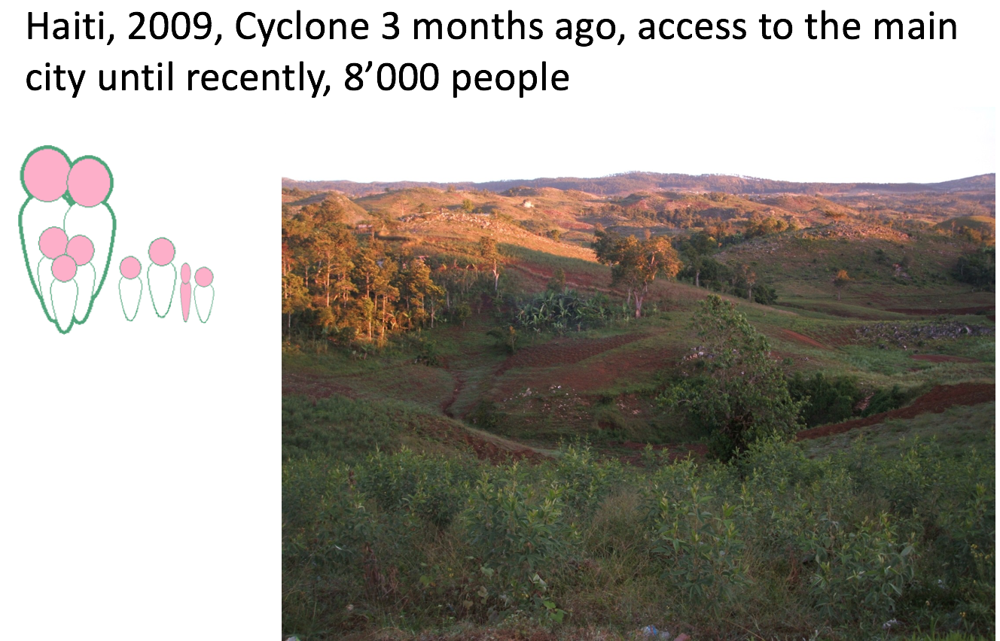 Haiti, 2009, Cyclone 3 months ago, access to the main
city until recently, 8’000 people